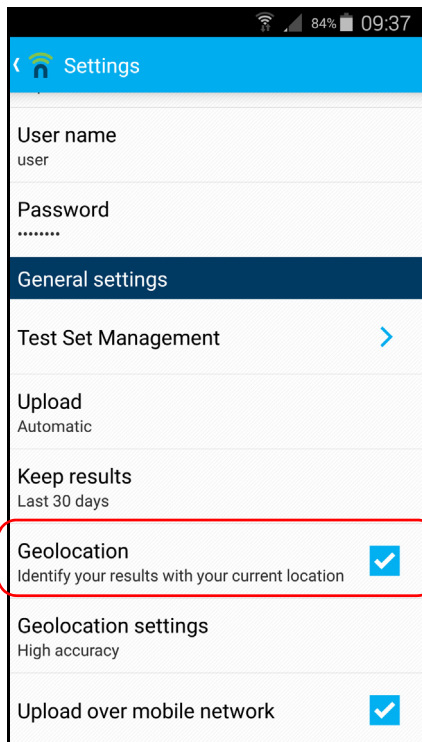 84% 09:37
Settings
User name
user
Password
••••••••
General settings
Test Set Management
Upload
Automatic
Keep results
Last 30 days
Geolocation
Identify your results with your current location
Geolocation settings
High accuracy
Upload over mobile network